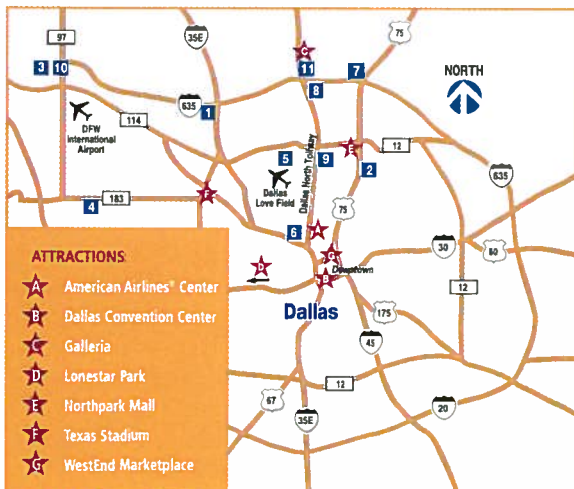 97
35E
75
C
3 10
11
7
NORTH
8
635
1
DFW
International
Airport
114
Dallas North Tollway
E
12
5
9
2
Dallas
Love Field
635
183
F
4
75
6
A
30
80
G
Downtown
D
B
12
Dallas
175
45
12
67
35E
20
ATTRACTIONS
A American Airlines® Center
B Dallas Convention Center
C Galleria
D Lonestar Park
E Northpark Mall
F Texas Stadium
G WestEnd Marketplace